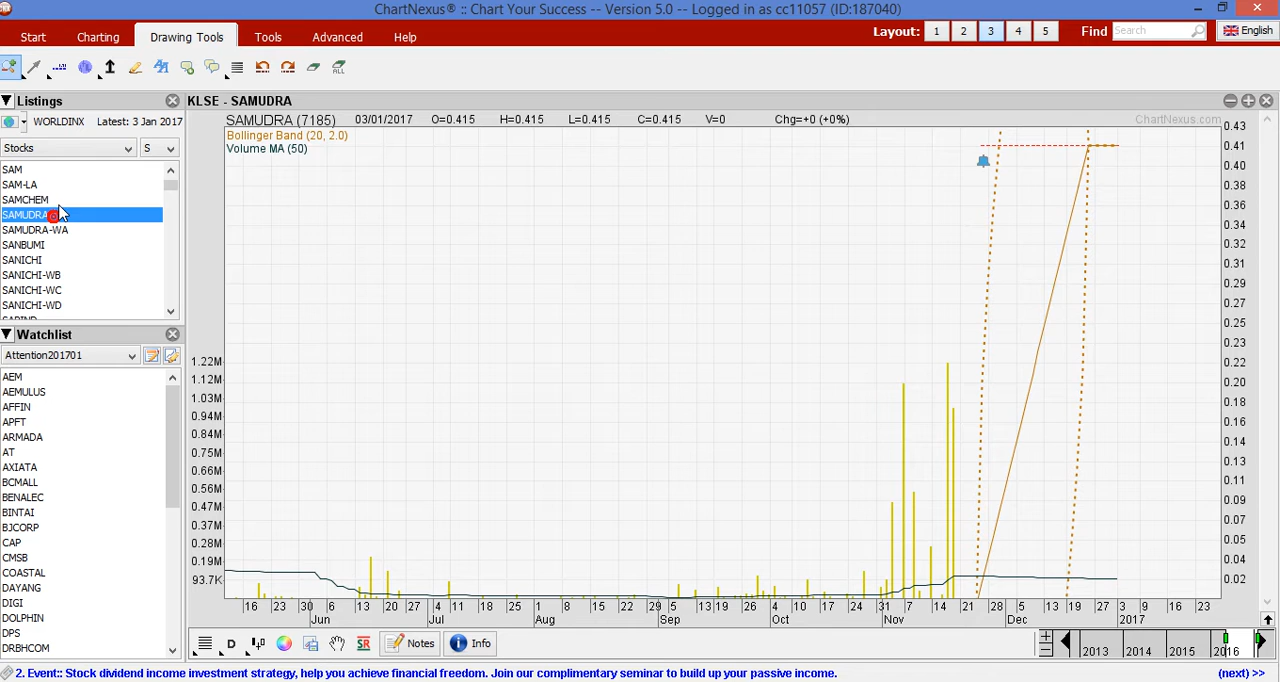 ChartNexus® :: Chart Your Success -- Version 5.0 -- Logged in as cc11057 (ID:187040)
Start Charting Drawing Tools Tools Advanced Help Layout: 1 2 3 4 5 Find Search English
ALL
Listings
WORLDINX Latest: 3 Jan 2017
Stocks S
SAM
SAM-LA
SAMCHEM
SAMUDRA
SAMUDRA-WA
SANBUMI
SANICHI
SANICHI-WB
SANICHI-WC
SANICHI-WD
Watchlist
Attention201701
AEM
AEMULUS
AFFIN
APFT
ARMADA
AT
AXIATA
BCMALL
BENALEC
BINTAI
BJCORP
CAP
CMSB
COASTAL
DAYANG
DIGI
DOLPHIN
DPS
DRBHCOM
KLSE - SAMUDRA
SAMUDRA (7185) 03/01/2017 O=0.415 H=0.415 L=0.415 C=0.415 V=0 Chg=+0 (+0%) ChartNexus.com
Bollinger Band (20, 2.0)
Volume MA (50)
0.43
0.41
0.40
0.38
0.36
0.34
0.32
0.31
0.29
0.27
0.25
0.23
0.22
0.20
0.18
0.16
0.14
0.13
0.11
0.09
0.07
0.05
0.04
0.02
1.22M
1.12M
1.03M
0.94M
0.84M
0.75M
0.66M
0.56M
0.47M
0.37M
0.28M
0.19M
93.7K
16 23 30 6 12 20 27 4 11 18 25 1 8 15 22 29 5 13 19 26 4 10 17 24 31 7 14 21 28 5 13 19 27 3 9 16 23
Jun Jul Aug Sep Oct Nov Dec 2017
D SR Notes Info 2013 2014 2015 2016
2. Event:: Stock dividend income investment strategy, help you achieve financial freedom. Join our complimentary seminar to build up your passive income. (next) >>